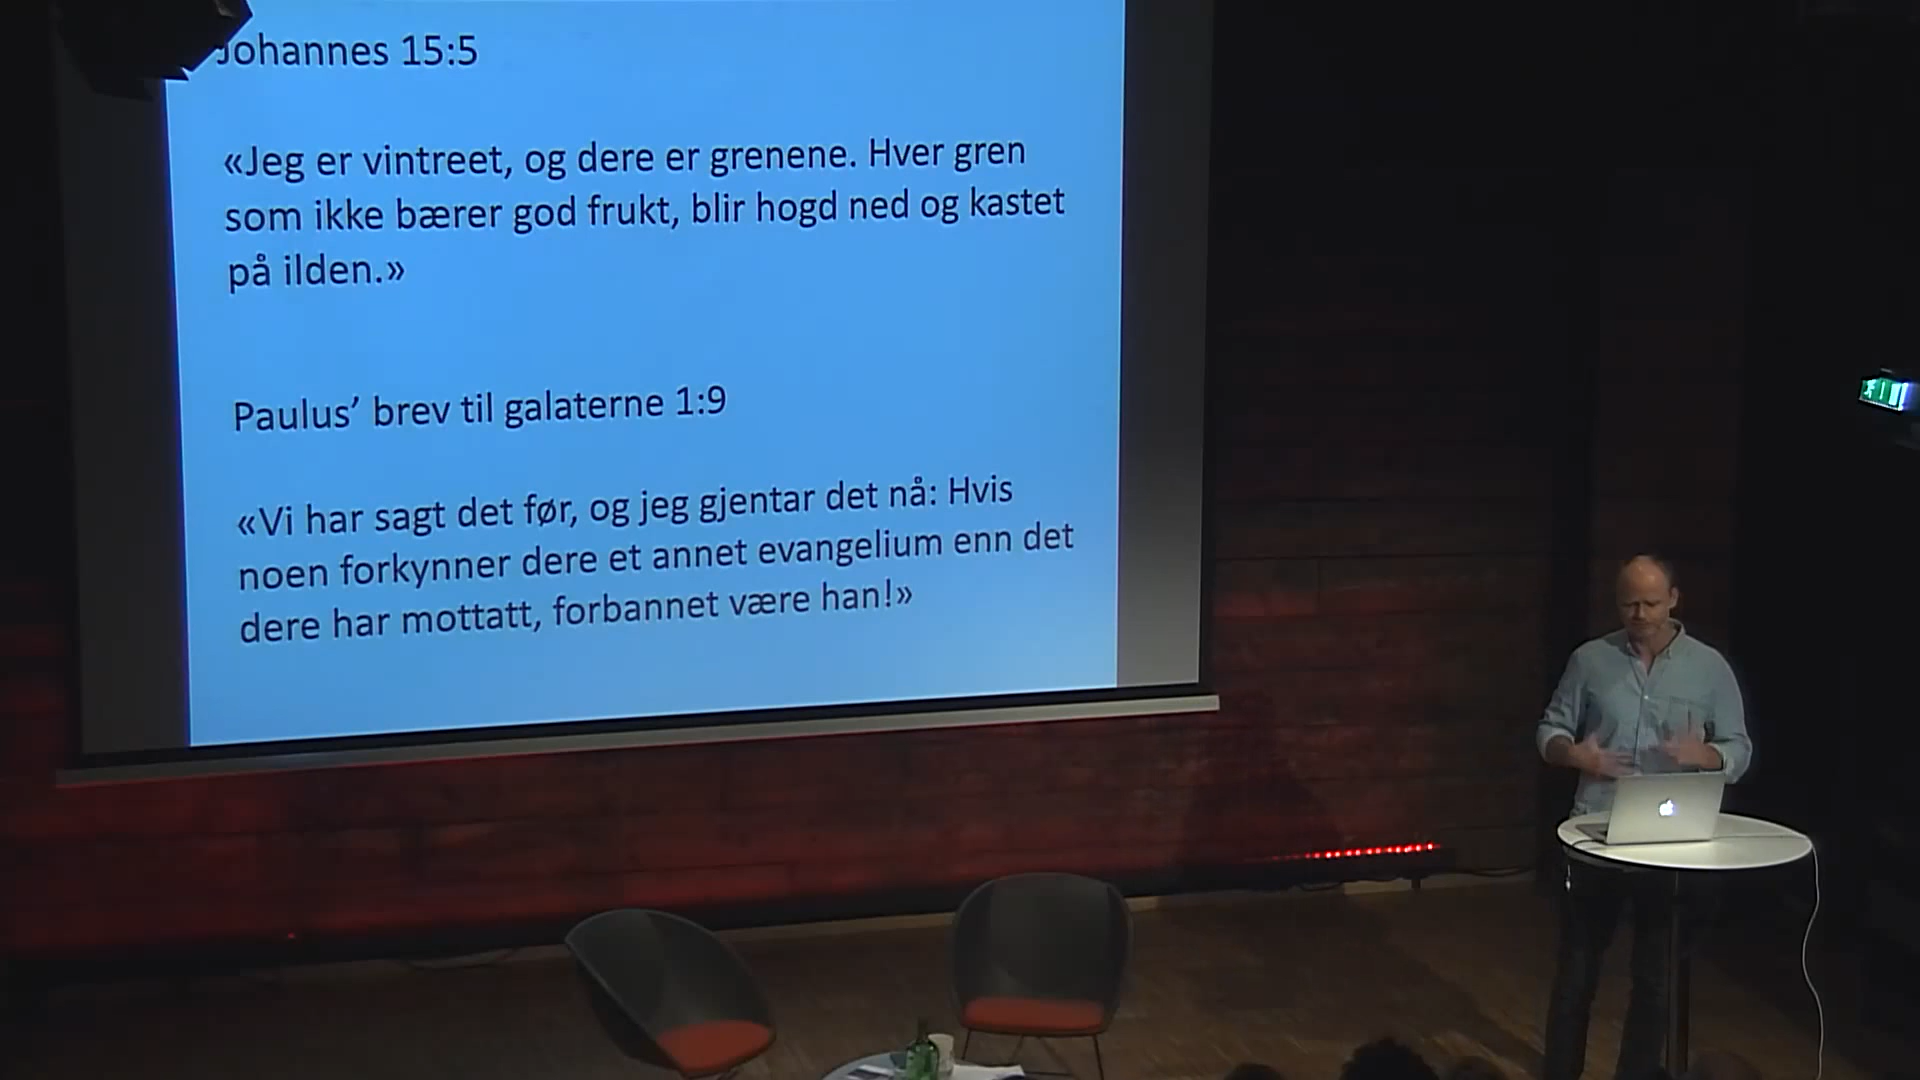 Johannes 15:5
«Jeg er vintreet, og dere er grenene. Hver gren
som ikke bærer god frukt, blir hogd ned og kastet
på ilden.»
Paulus’ brev til galaterne 1:9
«Vi har sagt det før, og jeg gjentar det nå: Hvis
noen forkynner dere et annet evangelium enn det
dere har mottatt, forbannet være han!»